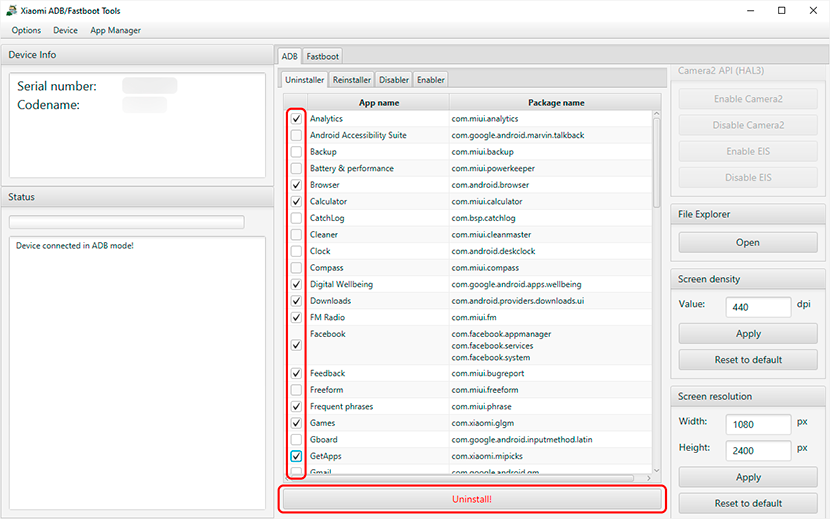 Xiaomi ADB/Fastboot Tools
Options Device App Manager
Device Info
Serial number:
Codename:
Status
Device connected in ADB mode!
ADB Fastboot
Uninstaller Reinstaller Disabler Enabler
App name Package name
Analytics com.miui.analytics
Android Accessibility Suite com.google.android.marvin.talkback
Backup com.miui.backup
Battery & performance com.miui.powerkeeper
Browser com.android.browser
Calculator com.miui.calculator
CatchLog com.bsp.catchlog
Cleaner com.miui.cleanmaster
Clock com.android.deskclock
Compass com.miui.compass
Digital Wellbeing com.google.android.apps.wellbeing
Downloads com.android.providers.downloads.ui
FM Radio com.miui.fm
Facebook com.facebook.appmanager
com.facebook.services
com.facebook.system
Feedback com.miui.bugreport
Freeform com.miui.freeform
Frequent phrases com.miui.phrase
Games com.xiaomi.glgm
Gboard com.google.android.inputmethod.latin
GetApps com.xiaomi.mipicks
Gmail com.google.android.gm
Uninstall!
Camera2 API (HAL3)
Enable Camera2
Disable Camera2
Enable EIS
Disable EIS
File Explorer
Open
Screen density
Value: 440 dpi
Apply
Reset to default
Screen resolution
Width: 1080 px
Height: 2400 px
Apply
Reset to default